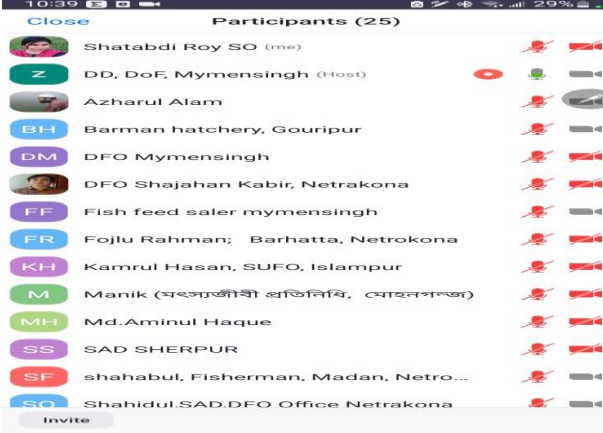 10:39 29%
Close Participants (25)
Shatabdi Roy SO (me)
Z DD, DoF, Mymensingh (Host)
Azharul Alam
BH Barman hatchery, Gouripur
DM DFO Mymensingh
DFO Shajahan Kabir, Netrakona
FF Fish feed saler mymensingh
FR Fojlu Rahman; Barhatta, Netrokona
KH Kamrul Hasan, SUFO, Islampur
M Manik (মৎস্যজীবী প্রতিনিধি, মোহনগন্জ)
MH Md.Aminul Haque
SS SAD SHERPUR
SF shahabul, Fisherman, Madan, Netro...
SO Shahidul.SAD.DFO Office Netrakona
Invite